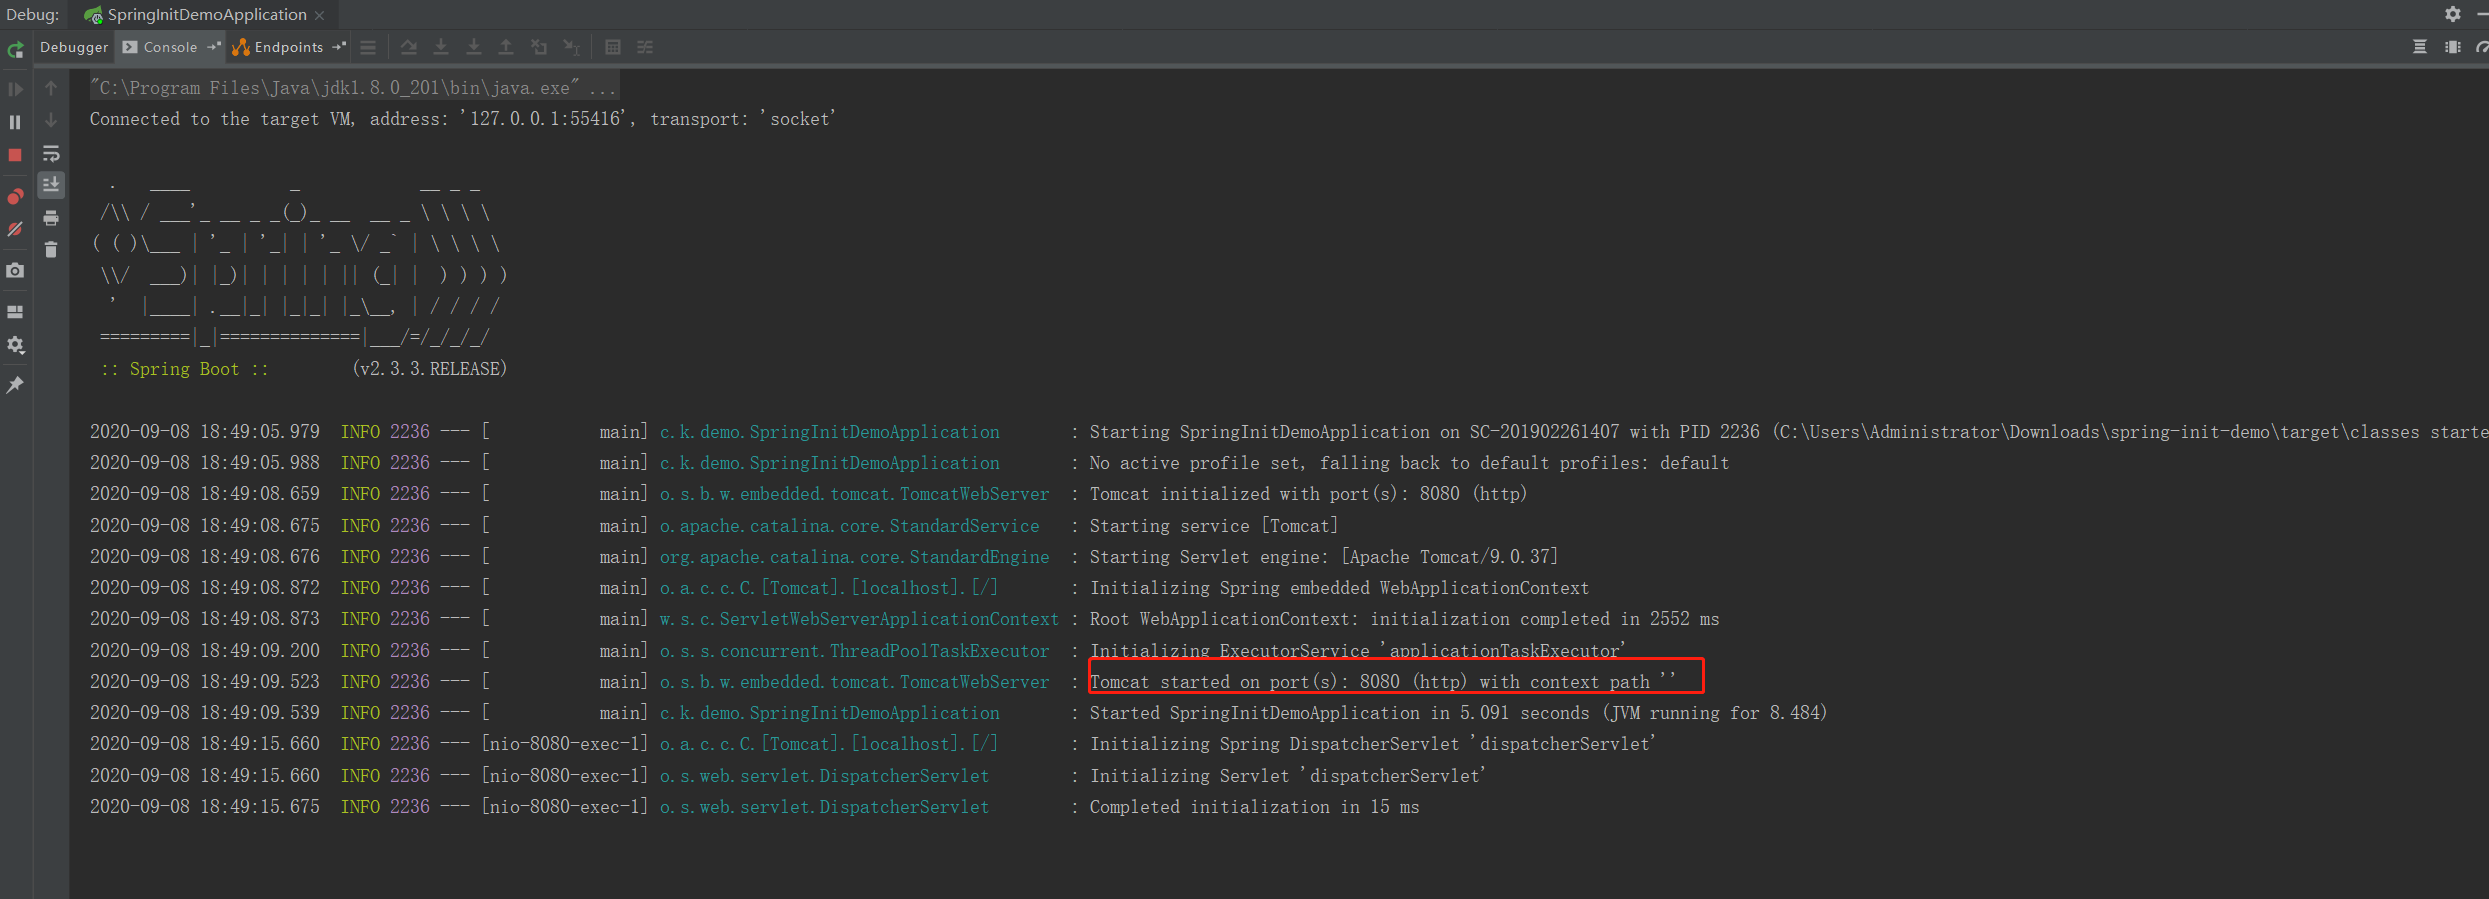 Debug: SpringInitDemoApplication
Debugger Console Endpoints
"C:\Program Files\Java\jdk1.8.0_201\bin\java.exe" ...
Connected to the target VM, address: '127.0.0.1:55416', transport: 'socket'
  .   ____          _            __ _ _
 /\\ / ___'_ __ _ _(_)_ __  __ _ \ \ \ \
( ( )\___ | '_ | '_| | '_ \/ _` | \ \ \ \
 \\/  ___)| |_)| | | | | || (_| |  ) ) ) )
  '  |____| .__|_| |_|_| |_\__, | / / / /
 =========|_|==============|___/=/_/_/_/
 :: Spring Boot ::        (v2.3.3.RELEASE)
2020-09-08 18:49:05.979  INFO 2236 --- [           main] c.k.demo.SpringInitDemoApplication       : Starting SpringInitDemoApplication on SC-201902261407 with PID 2236 (C:\Users\Administrator\Downloads\spring-init-demo\target\classes starte
2020-09-08 18:49:05.988  INFO 2236 --- [           main] c.k.demo.SpringInitDemoApplication       : No active profile set, falling back to default profiles: default
2020-09-08 18:49:08.659  INFO 2236 --- [           main] o.s.b.w.embedded.tomcat.TomcatWebServer  : Tomcat initialized with port(s): 8080 (http)
2020-09-08 18:49:08.675  INFO 2236 --- [           main] o.apache.catalina.core.StandardService   : Starting service [Tomcat]
2020-09-08 18:49:08.676  INFO 2236 --- [           main] org.apache.catalina.core.StandardEngine  : Starting Servlet engine: [Apache Tomcat/9.0.37]
2020-09-08 18:49:08.872  INFO 2236 --- [           main] o.a.c.c.C.[Tomcat].[localhost].[/]       : Initializing Spring embedded WebApplicationContext
2020-09-08 18:49:08.873  INFO 2236 --- [           main] w.s.c.ServletWebServerApplicationContext : Root WebApplicationContext: initialization completed in 2552 ms
2020-09-08 18:49:09.200  INFO 2236 --- [           main] o.s.s.concurrent.ThreadPoolTaskExecutor  : Initializing ExecutorService 'applicationTaskExecutor'
2020-09-08 18:49:09.523  INFO 2236 --- [           main] o.s.b.w.embedded.tomcat.TomcatWebServer  : Tomcat started on port(s): 8080 (http) with context path ''
2020-09-08 18:49:09.539  INFO 2236 --- [           main] c.k.demo.SpringInitDemoApplication       : Started SpringInitDemoApplication in 5.091 seconds (JVM running for 8.484)
2020-09-08 18:49:15.660  INFO 2236 --- [nio-8080-exec-1] o.a.c.c.C.[Tomcat].[localhost].[/]       : Initializing Spring DispatcherServlet 'dispatcherServlet'
2020-09-08 18:49:15.660  INFO 2236 --- [nio-8080-exec-1] o.s.web.servlet.DispatcherServlet        : Initializing Servlet 'dispatcherServlet'
2020-09-08 18:49:15.675  INFO 2236 --- [nio-8080-exec-1] o.s.web.servlet.DispatcherServlet        : Completed initialization in 15 ms